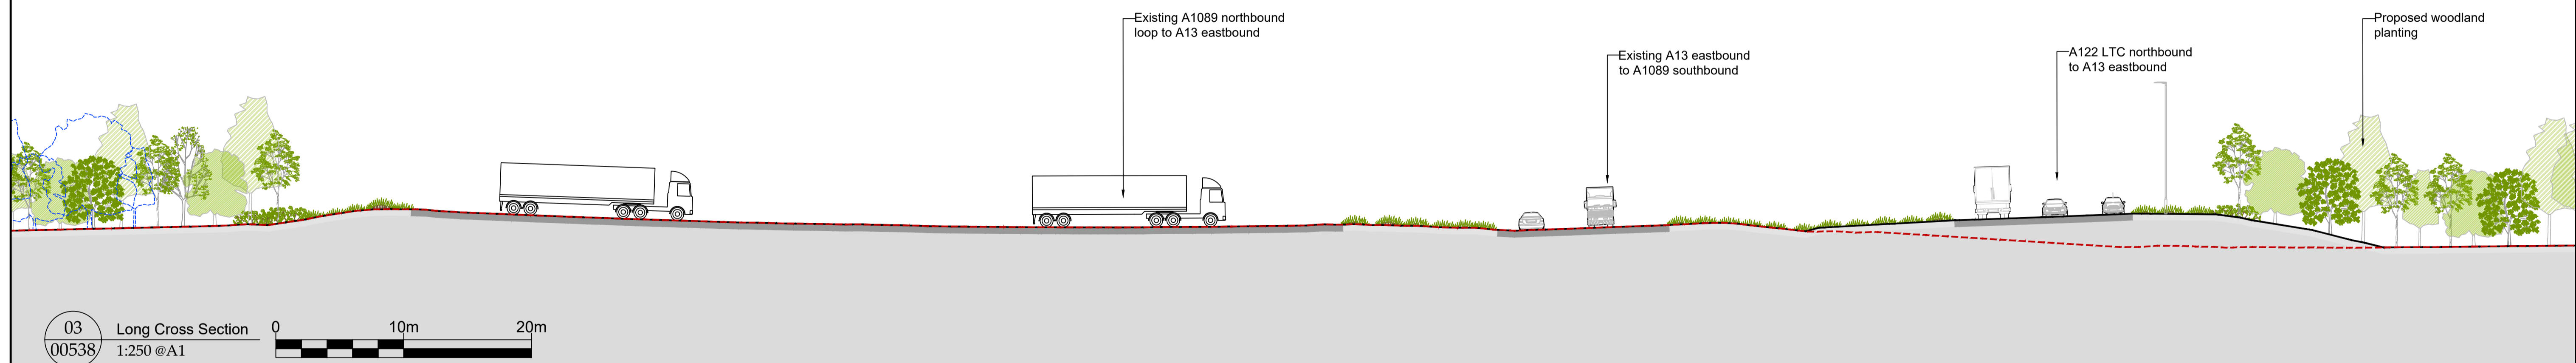 Existing A1089 northbound
loop to A13 eastbound
Existing A13 eastbound
to A1089 southbound
A122 LTC northbound
to A13 eastbound
Proposed woodland
planting
03
00538
Long Cross Section
1:250 @A1
0 10m 20m